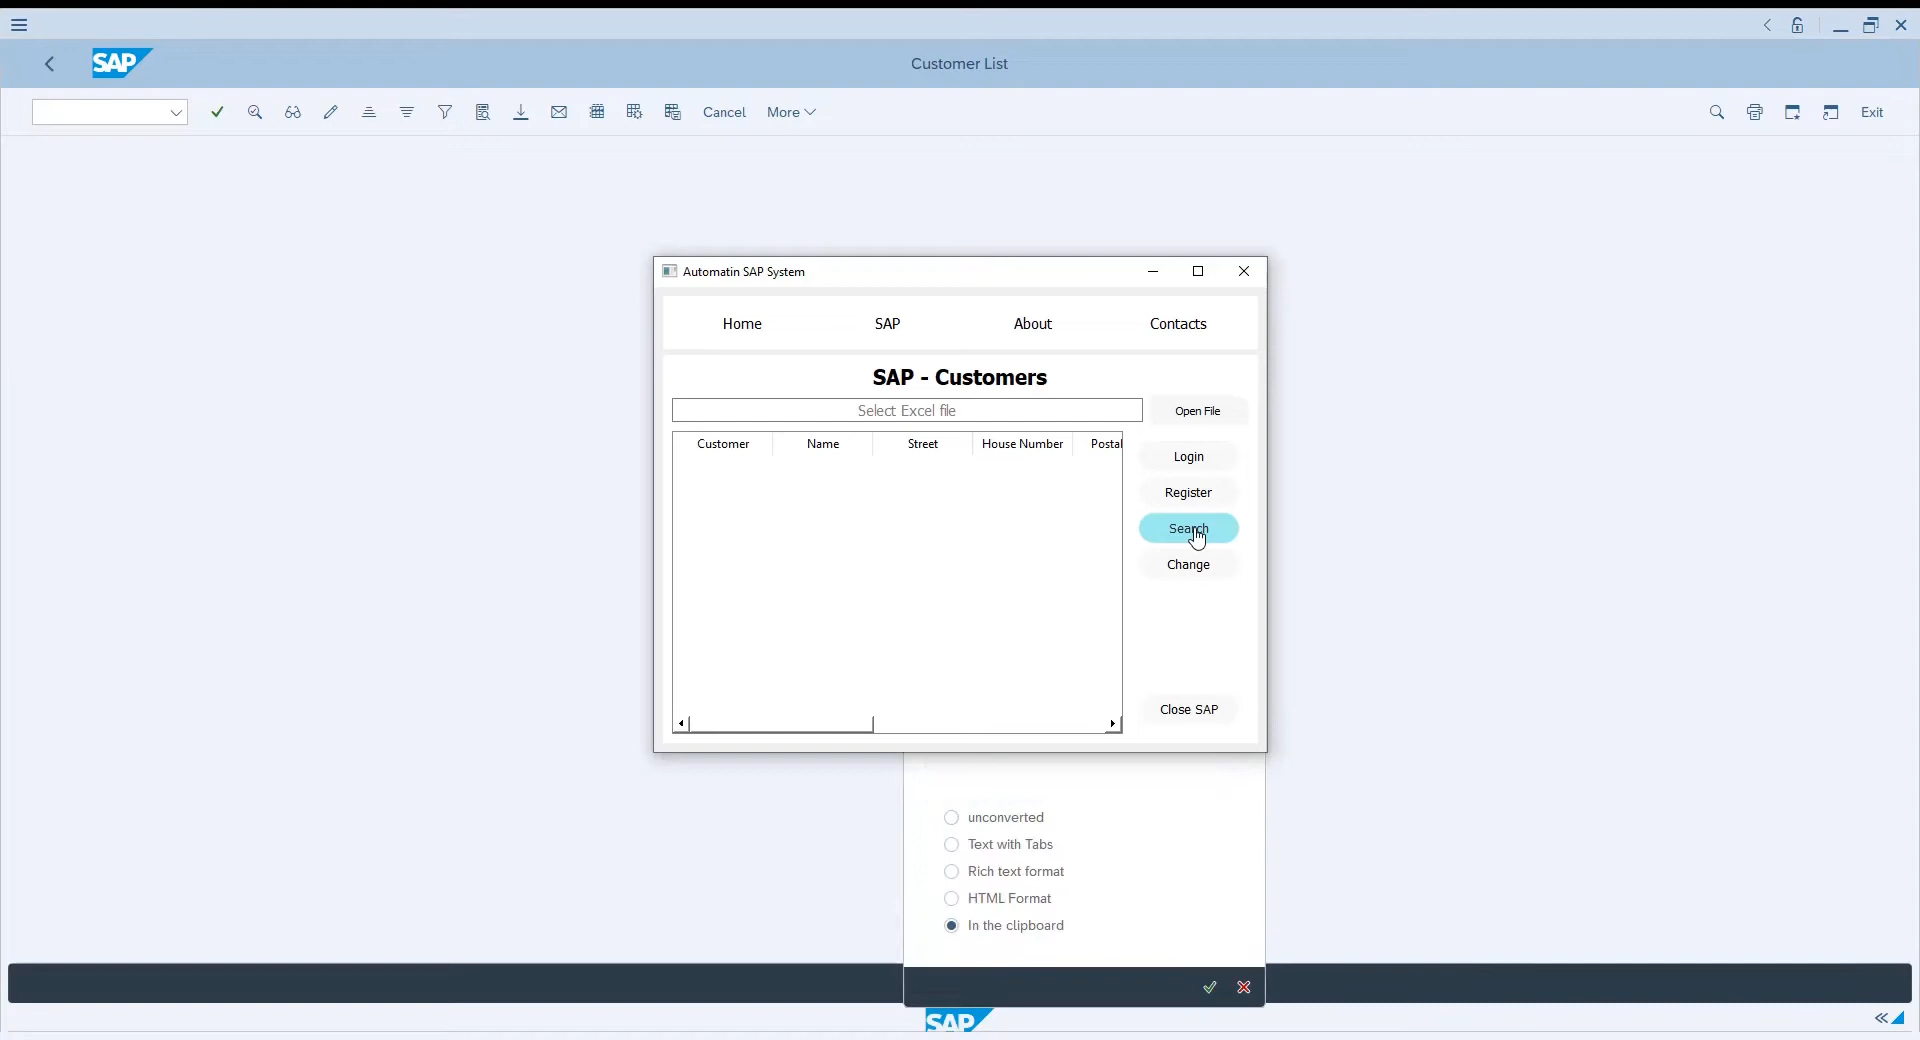 SAP
Customer List
Cancel
More
Exit
Automatin SAP System
Home
SAP
About
Contacts
SAP - Customers
Select Excel file
Open File
Customer
Name
Street
House Number
Postal
Login
Register
Search
Change
Close SAP
unconverted
Text with Tabs
Rich text format
HTML Format
In the clipboard
SAP